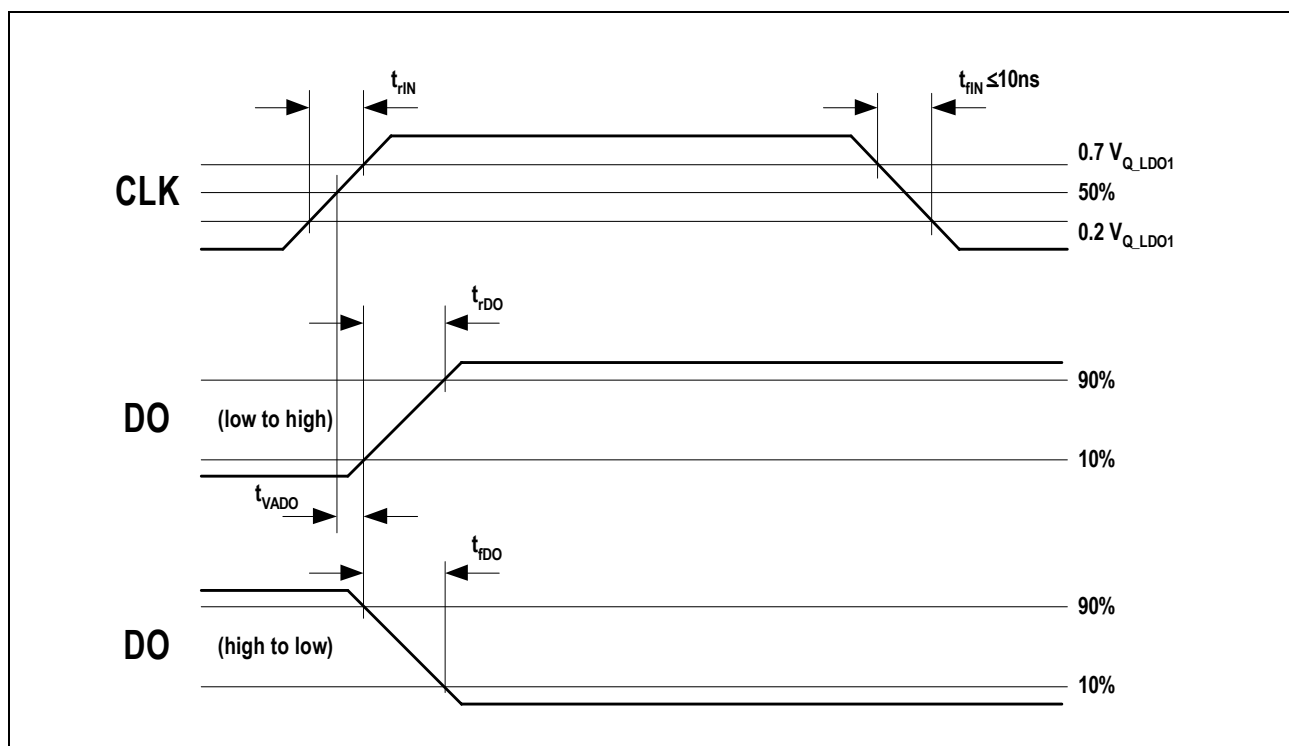 t_rIN
t_fIN ≤10ns
0.7 V_Q_LDO1
CLK
50%
0.2 V_Q_LDO1
t_rDO
90%
DO (low to high)
10%
t_VADO
t_fDO
90%
DO (high to low)
10%